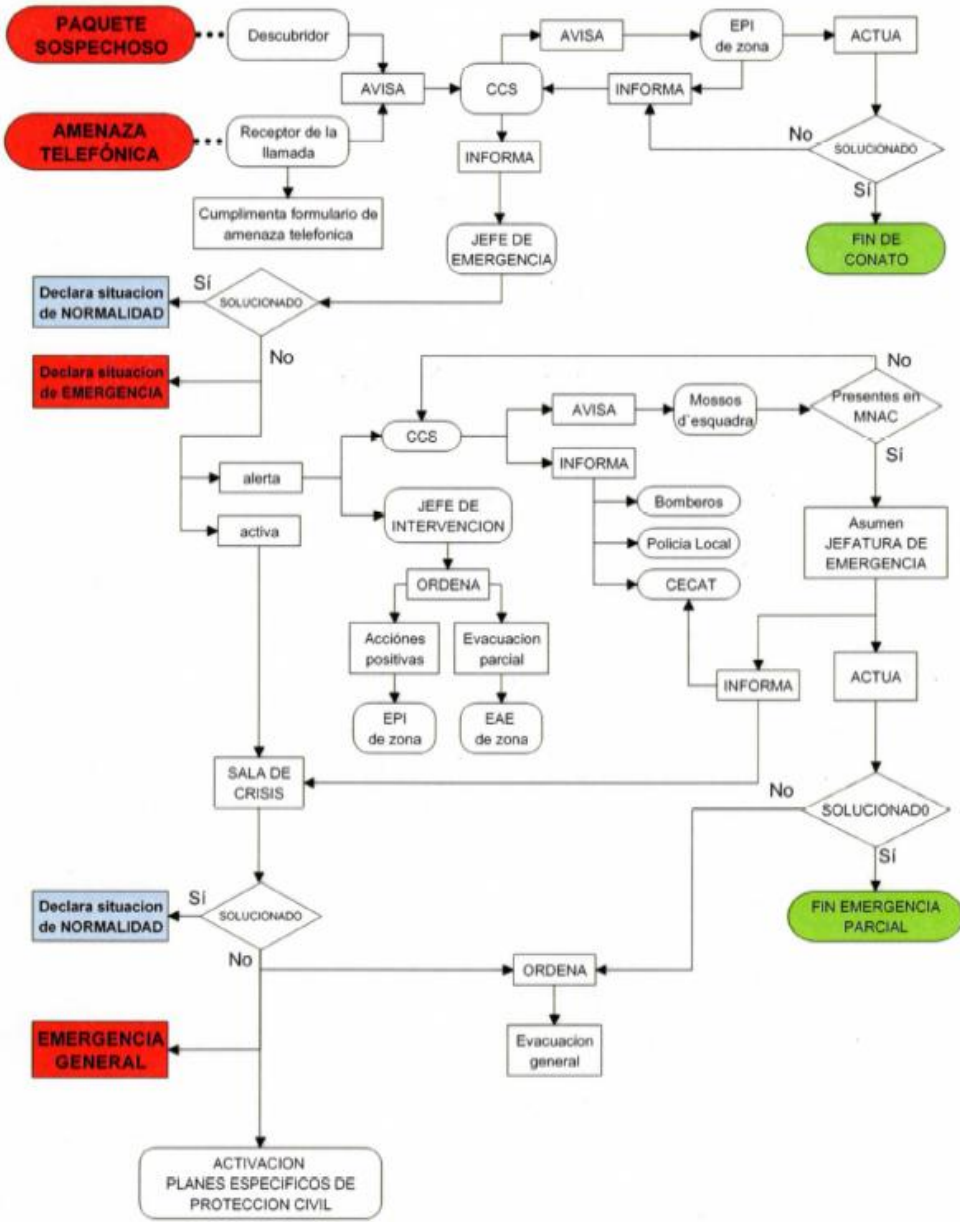 PAQUETE
SOSPECHOSO
Descubridor
AVISA
CCS
AVISA
EPI
de zona
ACTUA
INFORMA
No
SOLUCIONADO
Sí
FIN DE
CONATO
AMENAZA
TELEFÓNICA
Receptor de la
llamada
Cumplimenta formulario de
amenaza telefonica
INFORMA
JEFE DE
EMERGENCIA
Declara situacion
de NORMALIDAD
Sí
SOLUCIONADO
No
Declara situacion
de EMERGENCIA
alerta
activa
CCS
AVISA
Mossos
d´esquadra
No
Presentes en
MNAC
Sí
INFORMA
Bomberos
Policia Local
CECAT
JEFE DE
INTERVENCION
ORDENA
Acciónes
positivas
Evacuacion
parcial
EPI
de zona
EAE
de zona
Asumen
JEFATURA DE
EMERGENCIA
INFORMA
ACTUA
SALA DE
CRISIS
No
SOLUCIONAD0
Sí
FIN EMERGENCIA
PARCIAL
Declara situacion
de NORMALIDAD
Sí
SOLUCIONADO
No
ORDENA
Evacuacion
general
EMERGENCIA
GENERAL
ACTIVACION
PLANES ESPECIFICOS DE
PROTECCION CIVIL